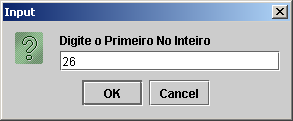 Input
Digite o Primeiro No Inteiro
26
OK Cancel